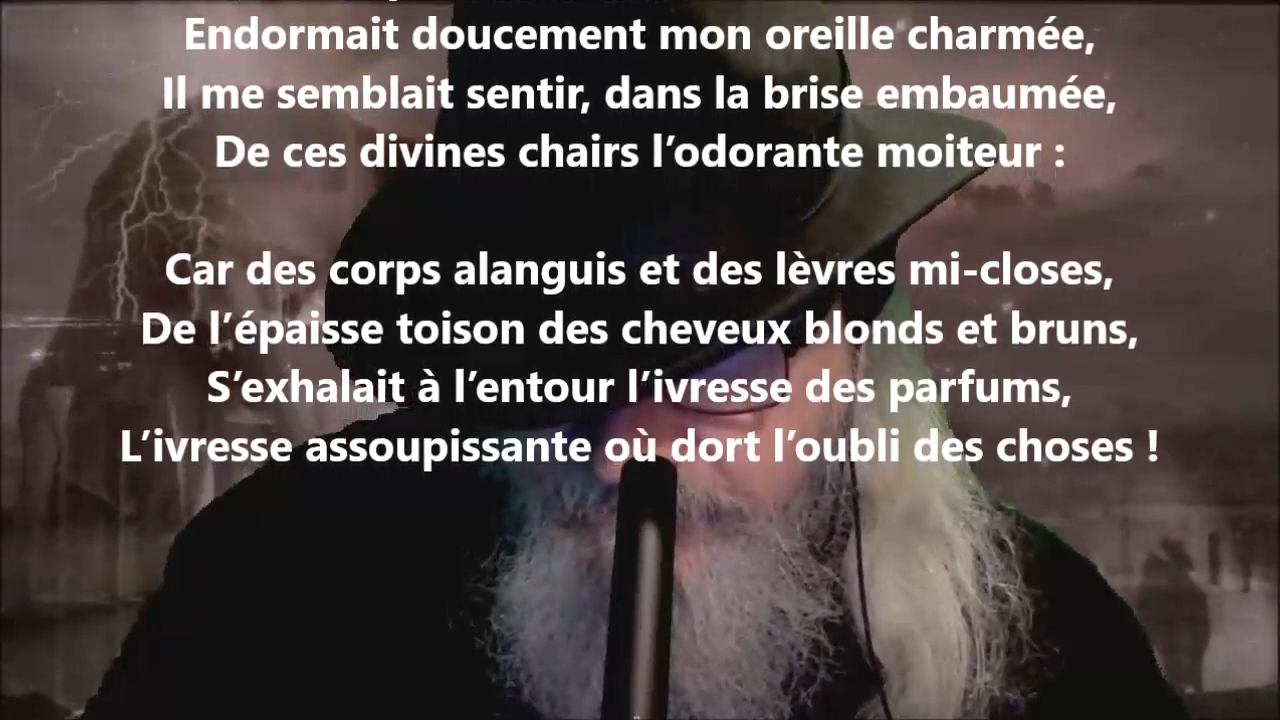 Endormait doucement mon oreille charmée,
Il me semblait sentir, dans la brise embaumée,
De ces divines chairs l’odorante moiteur :
Car des corps alanguis et des lèvres mi-closes,
De l’épaisse toison des cheveux blonds et bruns,
S’exhalait à l’entour l’ivresse des parfums,
L’ivresse assoupissante où dort l’oubli des choses !